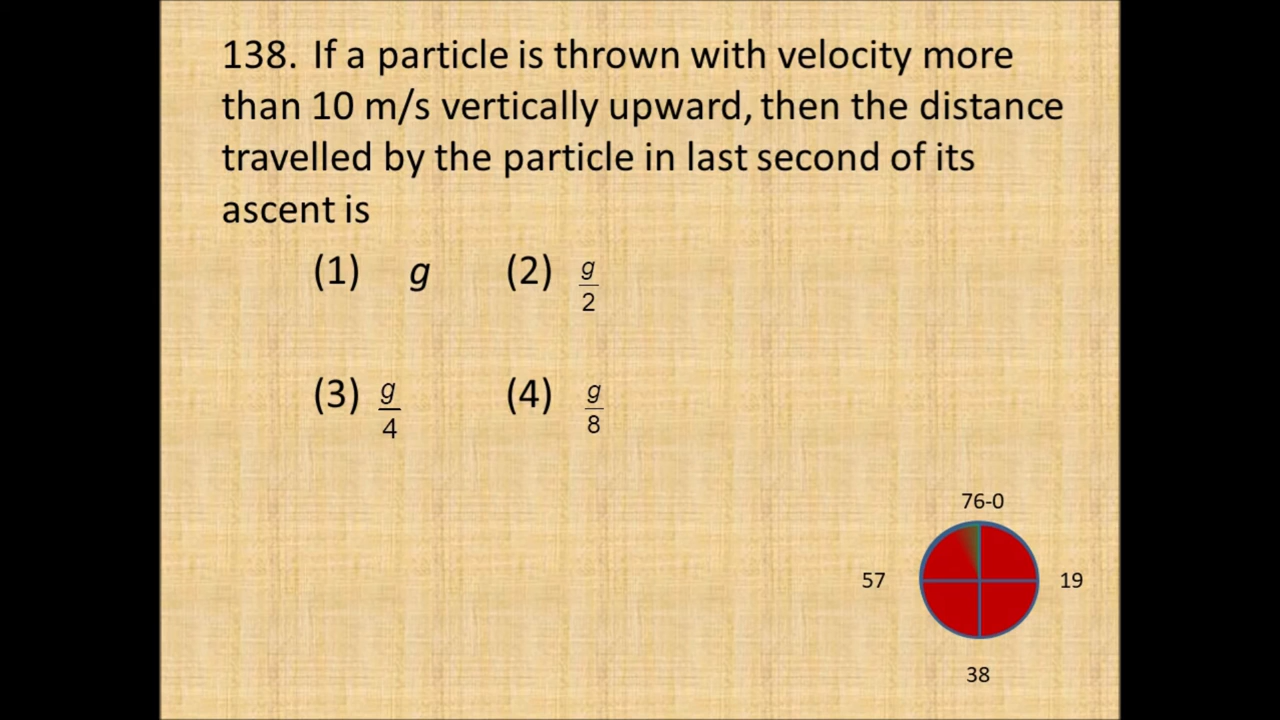 138. If a particle is thrown with velocity more
than 10 m/s vertically upward, then the distance
travelled by the particle in last second of its
ascent is
(1) g (2) g/2
(3) g/4 (4) g/8
76-0
57 19
38